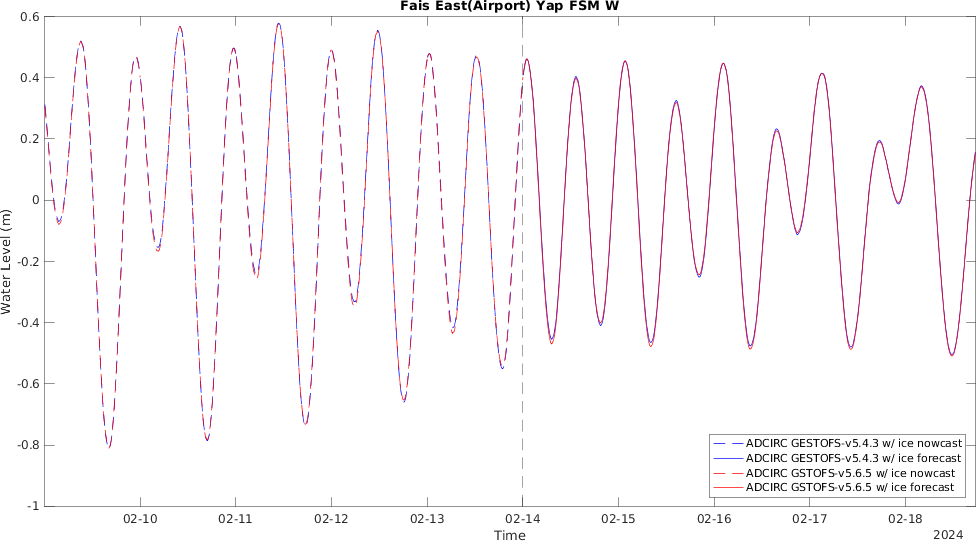 Fais East(Airport) Yap FSM W
0.6
0.4
0.2
0
-0.2
-0.4
-0.6
-0.8
-1
Water Level (m)
ADCIRC GESTOFS-v5.4.3 w/ ice nowcast
ADCIRC GESTOFS-v5.4.3 w/ ice forecast
ADCIRC GSTOFS-v5.6.5 w/ ice nowcast
ADCIRC GSTOFS-v5.6.5 w/ ice forecast
02-10 02-11 02-12 02-13 02-14 02-15 02-16 02-17 02-18
Time
2024